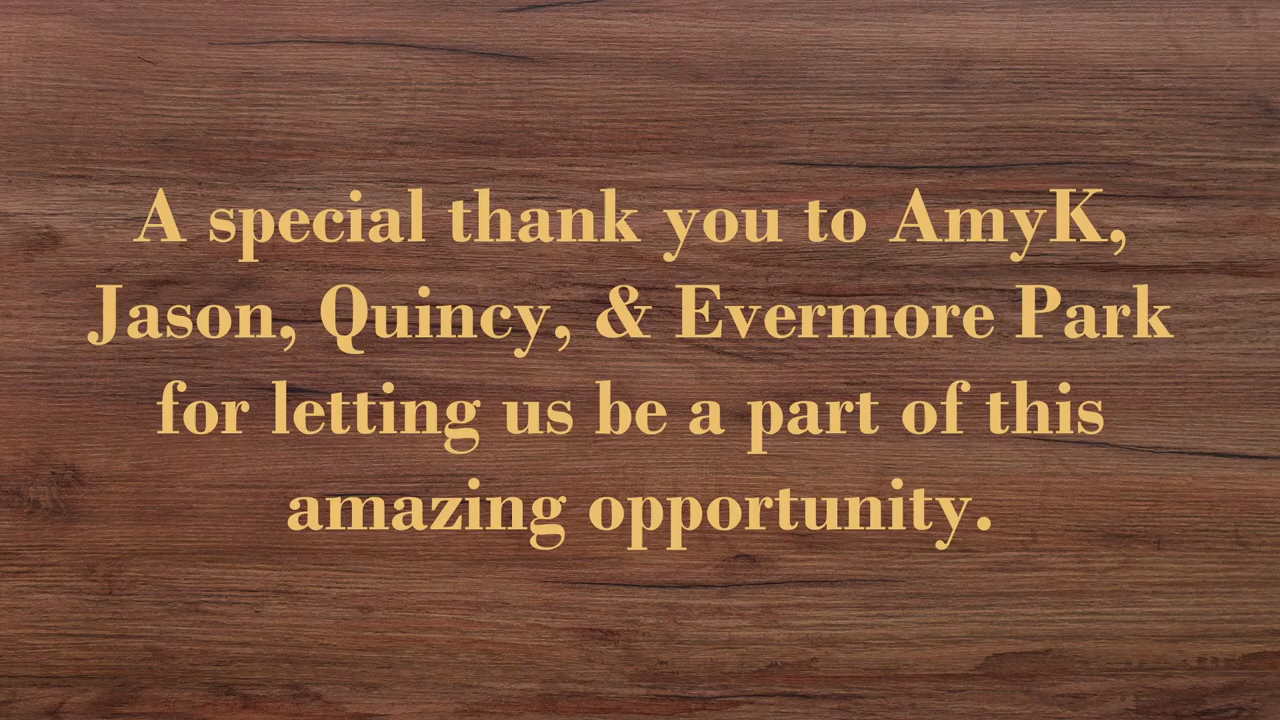 A special thank you to AmyK,
Jason, Quincy, & Evermore Park
for letting us be a part of this
amazing opportunity.